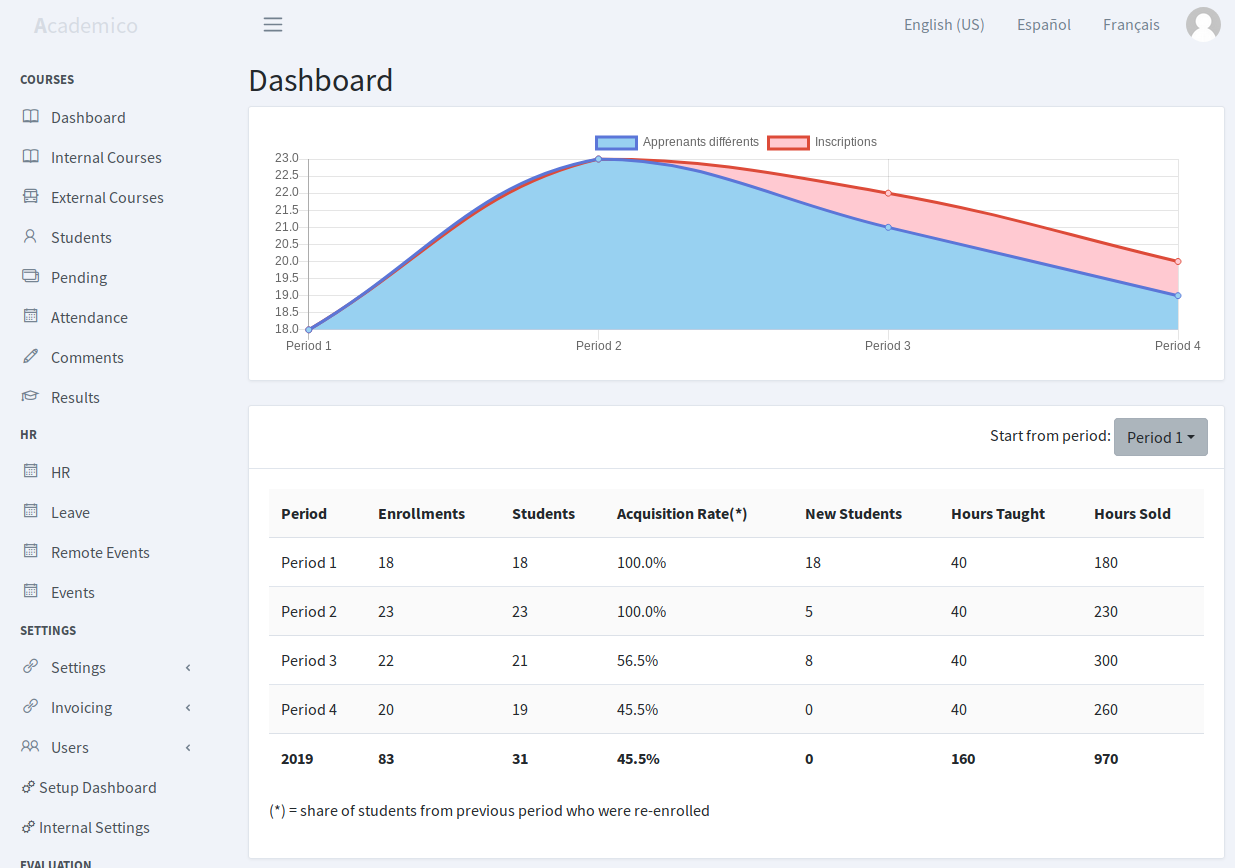 Academico
English (US) Español Français
COURSES
Dashboard
Internal Courses
External Courses
Students
Pending
Attendance
Comments
Results
HR
HR
Leave
Remote Events
Events
SETTINGS
Settings
Invoicing
Users
Setup Dashboard
Internal Settings
EVALUATION
Dashboard
Apprenants différents Inscriptions
23.0
22.5
22.0
21.5
21.0
20.5
20.0
19.5
19.0
18.5
18.0
Period 1 Period 2 Period 3 Period 4
Start from period: Period 1
Period Enrollments Students Acquisition Rate(*) New Students Hours Taught Hours Sold
Period 1 18 18 100.0% 18 40 180
Period 2 23 23 100.0% 5 40 230
Period 3 22 21 56.5% 8 40 300
Period 4 20 19 45.5% 0 40 260
2019 83 31 45.5% 0 160 970
(*) = share of students from previous period who were re-enrolled